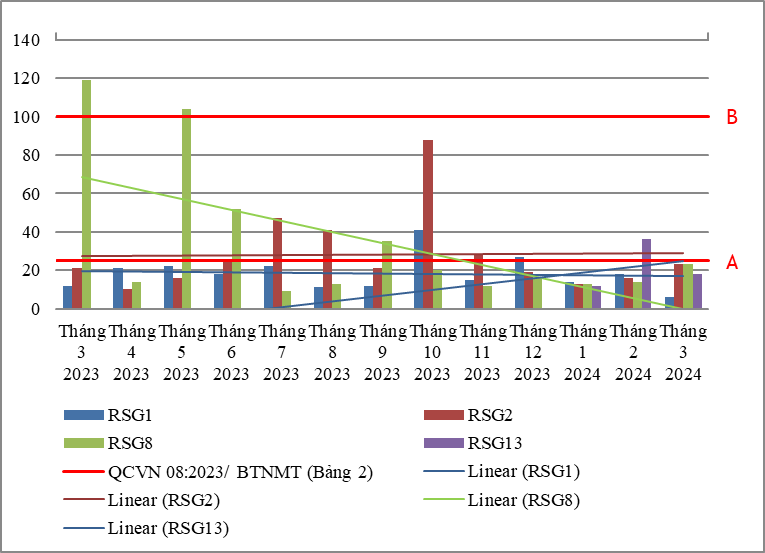 140
120
100
B
80
60
40
A
20
0
Tháng Tháng Tháng Tháng Tháng Tháng Tháng Tháng Tháng Tháng Tháng Tháng Tháng
3 4 5 6 7 8 9 10 11 12 1 2 3
2023 2023 2023 2023 2023 2023 2023 2023 2023 2023 2024 2024 2024
RSG1 RSG2
RSG8 RSG13
QCVN 08:2023/ BTNMT (Bảng 2) Linear (RSG1)
Linear (RSG2) Linear (RSG8)
Linear (RSG13)